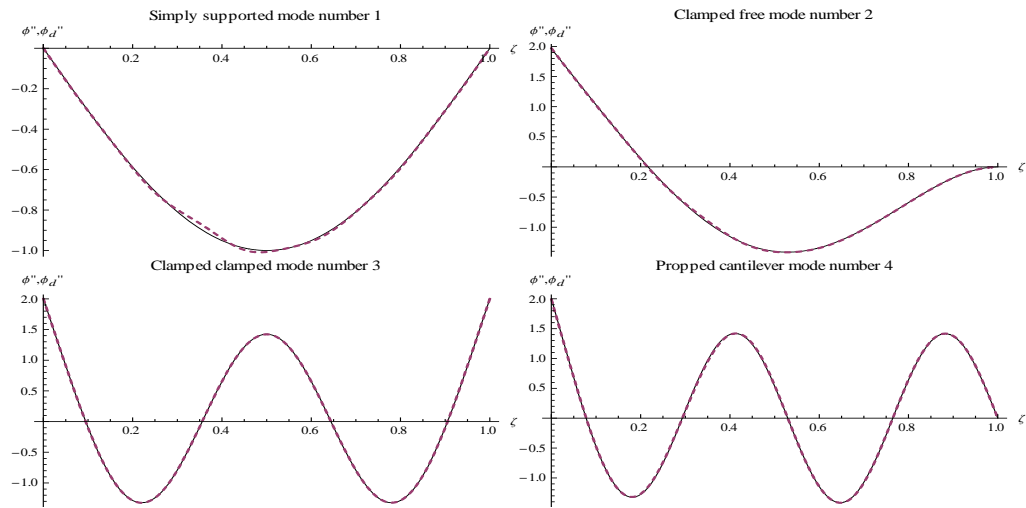 Simply supported mode number 1
ϕ'',ϕd''
0.2 0.4 0.6 0.8 1.0 ζ
−0.2
−0.4
−0.6
−0.8
−1.0
Clamped free mode number 2
ϕ'',ϕd''
2.0
1.5
1.0
0.5
0.2 0.4 0.6 0.8 1.0 ζ
−0.5
−1.0
Clamped clamped mode number 3
ϕ'',ϕd''
2.0
1.5
1.0
0.5
0.2 0.4 0.6 0.8 1.0 ζ
−0.5
−1.0
Propped cantilever mode number 4
ϕ'',ϕd''
2.0
1.5
1.0
0.5
0.2 0.4 0.6 0.8 1.0 ζ
−0.5
−1.0